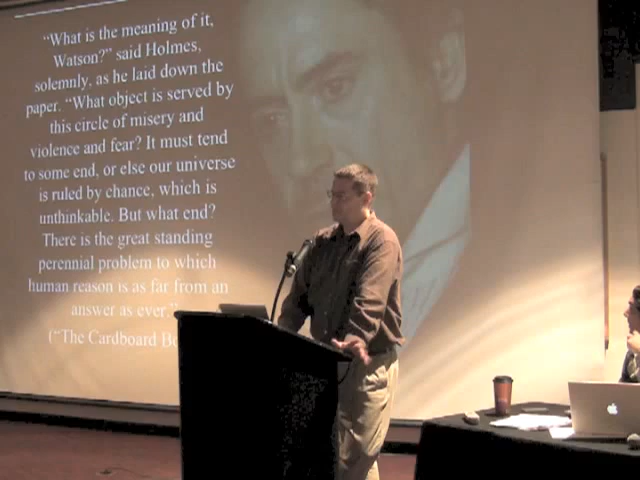 “What is the meaning of it,
Watson?” said Holmes,
solemnly, as he laid down the
paper. “What object is served by
this circle of misery and
violence and fear? It must tend
to some end, or else our universe
is ruled by chance, which is
unthinkable. But what end?
There is the great standing
perennial problem to which
human reason is as far from an
answer as ever.”
(“The Cardboard